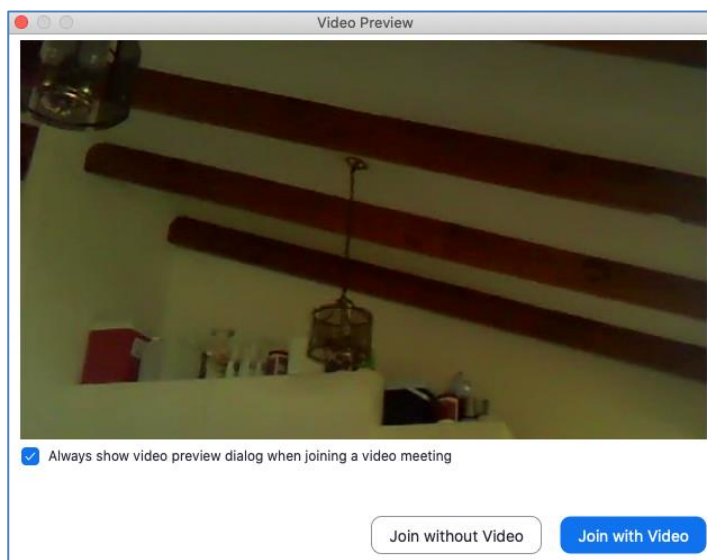 Video Preview
Always show video preview dialog when joining a video meeting
Join without Video
Join with Video